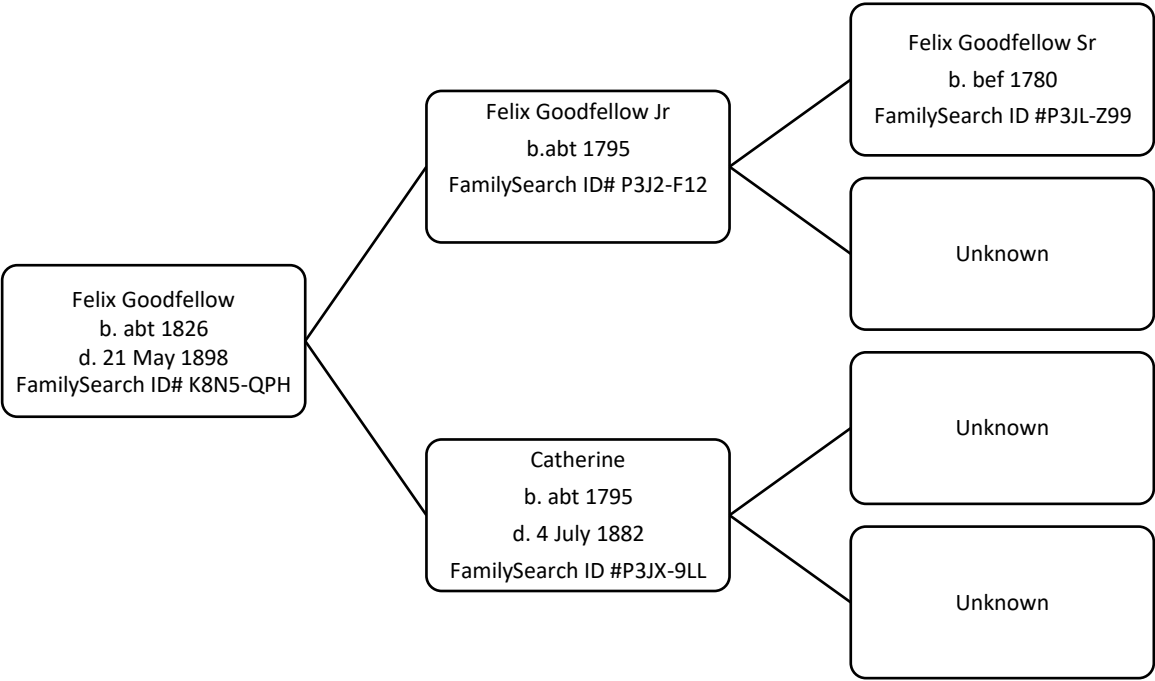 Felix Goodfellow
b. abt 1826
d. 21 May 1898
FamilySearch ID# K8N5-QPH
Felix Goodfellow Jr
b.abt 1795
FamilySearch ID# P3J2-F12
Catherine
b. abt 1795
d. 4 July 1882
FamilySearch ID #P3JX-9LL
Felix Goodfellow Sr
b. bef 1780
FamilySearch ID #P3JL-Z99
Unknown
Unknown
Unknown